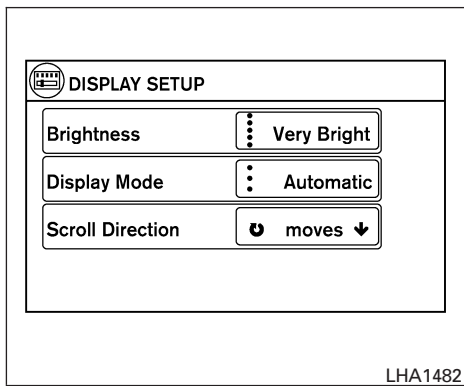 DISPLAY SETUP
Brightness Very Bright
Display Mode Automatic
Scroll Direction moves
LHA1482